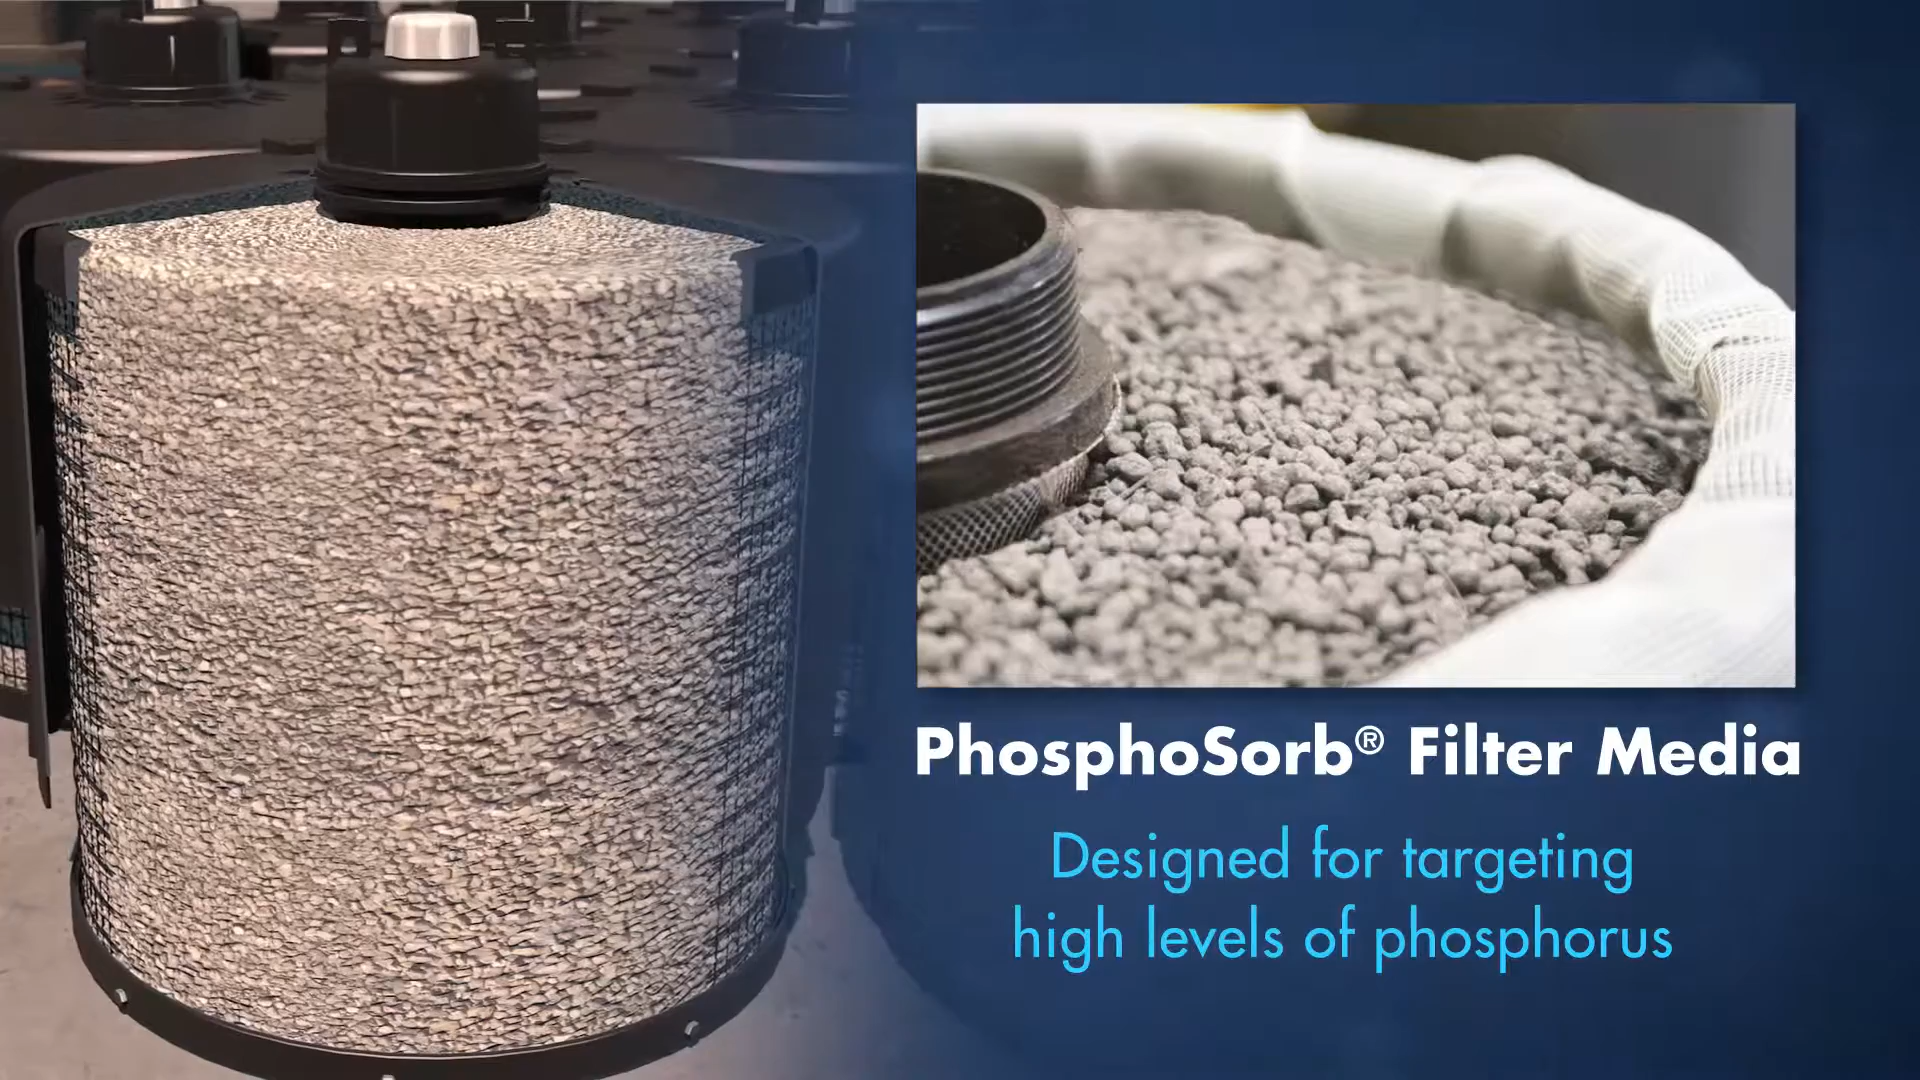 PhosphoSorb® Filter Media
Designed for targeting
high levels of phosphorus